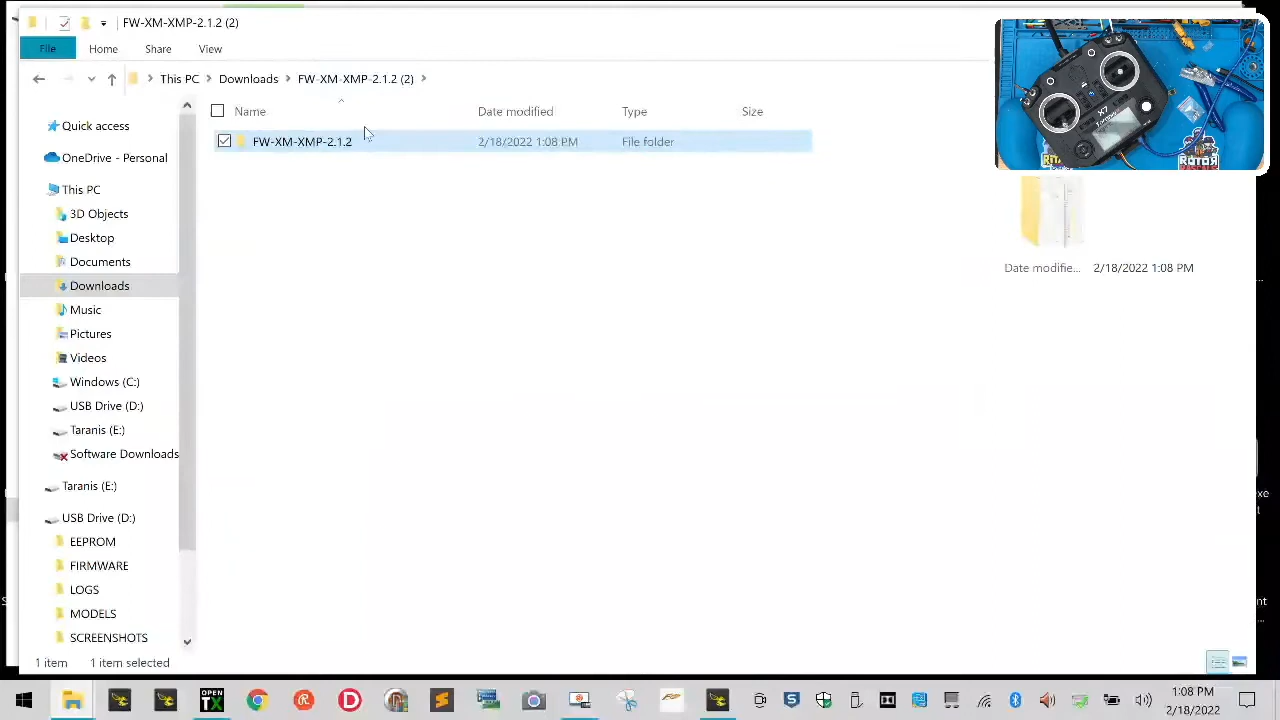 FW-XM-XMP-2.1.2 (2)
File Home Share View
This PC Downloads FW-XM-XMP-2.1.2 (2)
Name Date modified Type Size
FW-XM-XMP-2.1.2 2/18/2022 1:08 PM File folder
Quick access
OneDrive - Personal
This PC
3D Objects
Desktop
Documents
Downloads
Music
Pictures
Videos
Windows (C:)
USB Drive (D:)
Taranis (E:)
Software Downloads
Taranis (E:)
USB Drive (D:)
EEPROM
FIRMWARE
LOGS
MODELS
SCREENSHOTS
X7
ROTOR
Date modifie... 2/18/2022 1:08 PM
1 item 1 item selected
OPEN
TX
1:08 PM
2/18/2022